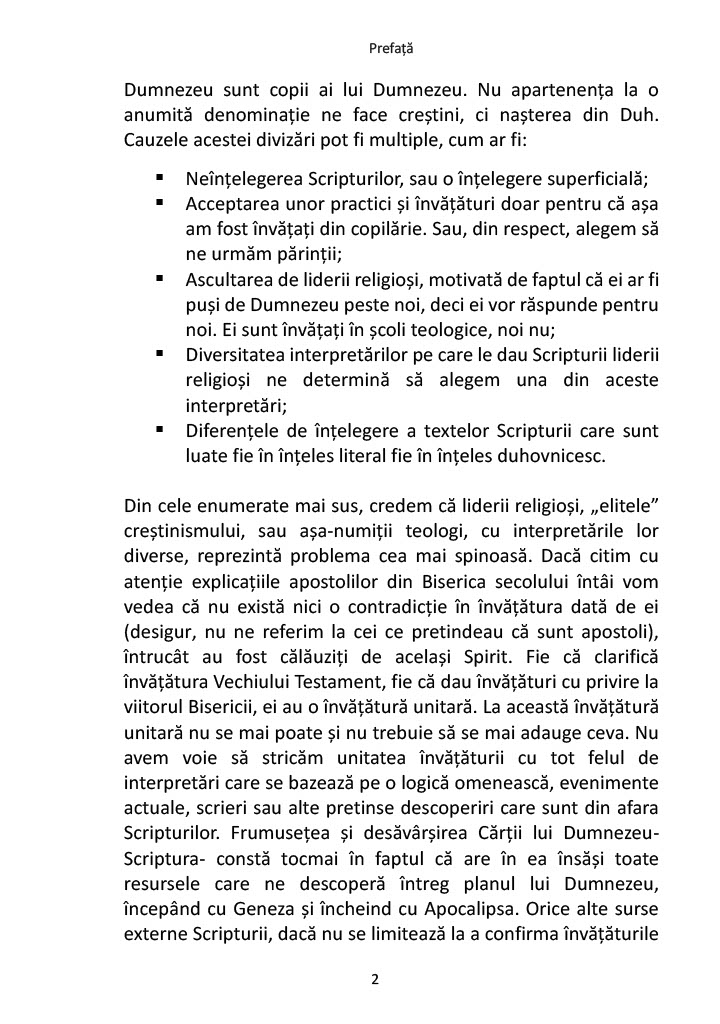 Prefață
Dumnezeu sunt copii ai lui Dumnezeu. Nu apartenența la o
anumită denominație ne face creștini, ci nașterea din Duh.
Cauzele acestei divizări pot fi multiple, cum ar fi:
▪ Neînțelegerea Scripturilor, sau o înțelegere superficială;
▪ Acceptarea unor practici și învățături doar pentru că așa
am fost învățați din copilărie. Sau, din respect, alegem să
ne urmăm părinții;
▪ Ascultarea de liderii religioși, motivată de faptul că ei ar fi
puși de Dumnezeu peste noi, deci ei vor răspunde pentru
noi. Ei sunt învățați în școli teologice, noi nu;
▪ Diversitatea interpretărilor pe care le dau Scripturii liderii
religioși ne determină să alegem una din aceste
interpretări;
▪ Diferențele de înțelegere a textelor Scripturii care sunt
luate fie în înțeles literal fie în înțeles duhovnicesc.
Din cele enumerate mai sus, credem că liderii religioși, „elitele”
creștinismului, sau așa-numiții teologi, cu interpretările lor
diverse, reprezintă problema cea mai spinoasă. Dacă citim cu
atenție explicațiile apostolilor din Biserica secolului întâi vom
vedea că nu există nici o contradicție în învățătura dată de ei
(desigur, nu ne referim la cei ce pretindeau că sunt apostoli),
întrucât au fost călăuziți de același Spirit. Fie că clarifică
învățătura Vechiului Testament, fie că dau învățături cu privire la
viitorul Bisericii, ei au o învățătură unitară. La această învățătură
unitară nu se mai poate și nu trebuie să se mai adauge ceva. Nu
avem voie să stricăm unitatea învățăturii cu tot felul de
interpretări care se bazează pe o logică omenească, evenimente
actuale, scrieri sau alte pretinse descoperiri care sunt din afara
Scripturilor. Frumusețea și desăvârșirea Cărții lui Dumnezeu-
Scriptura- constă tocmai în faptul că are în ea însăși toate
resursele care ne descoperă întreg planul lui Dumnezeu,
începând cu Geneza și încheind cu Apocalipsa. Orice alte surse
externe Scripturii, dacă nu se limitează la a confirma învățăturile
2